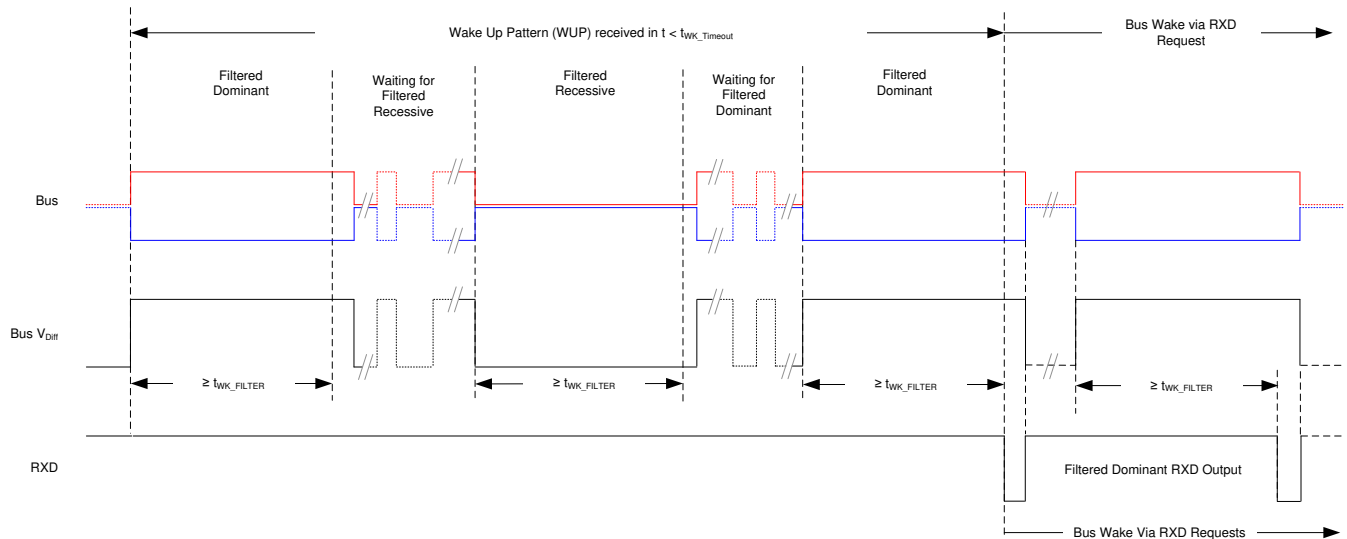 Wake Up Pattern (WUP) received in t < tWK_Timeout
Bus Wake via RXD
Request
Filtered
Dominant
Waiting for
Filtered
Recessive
Filtered
Recessive
Waiting for
Filtered
Dominant
Filtered
Dominant
Bus
Bus VDiff
≥ tWK_FILTER
≥ tWK_FILTER
≥ tWK_FILTER
≥ tWK_FILTER
RXD
Filtered Dominant RXD Output
Bus Wake Via RXD Requests